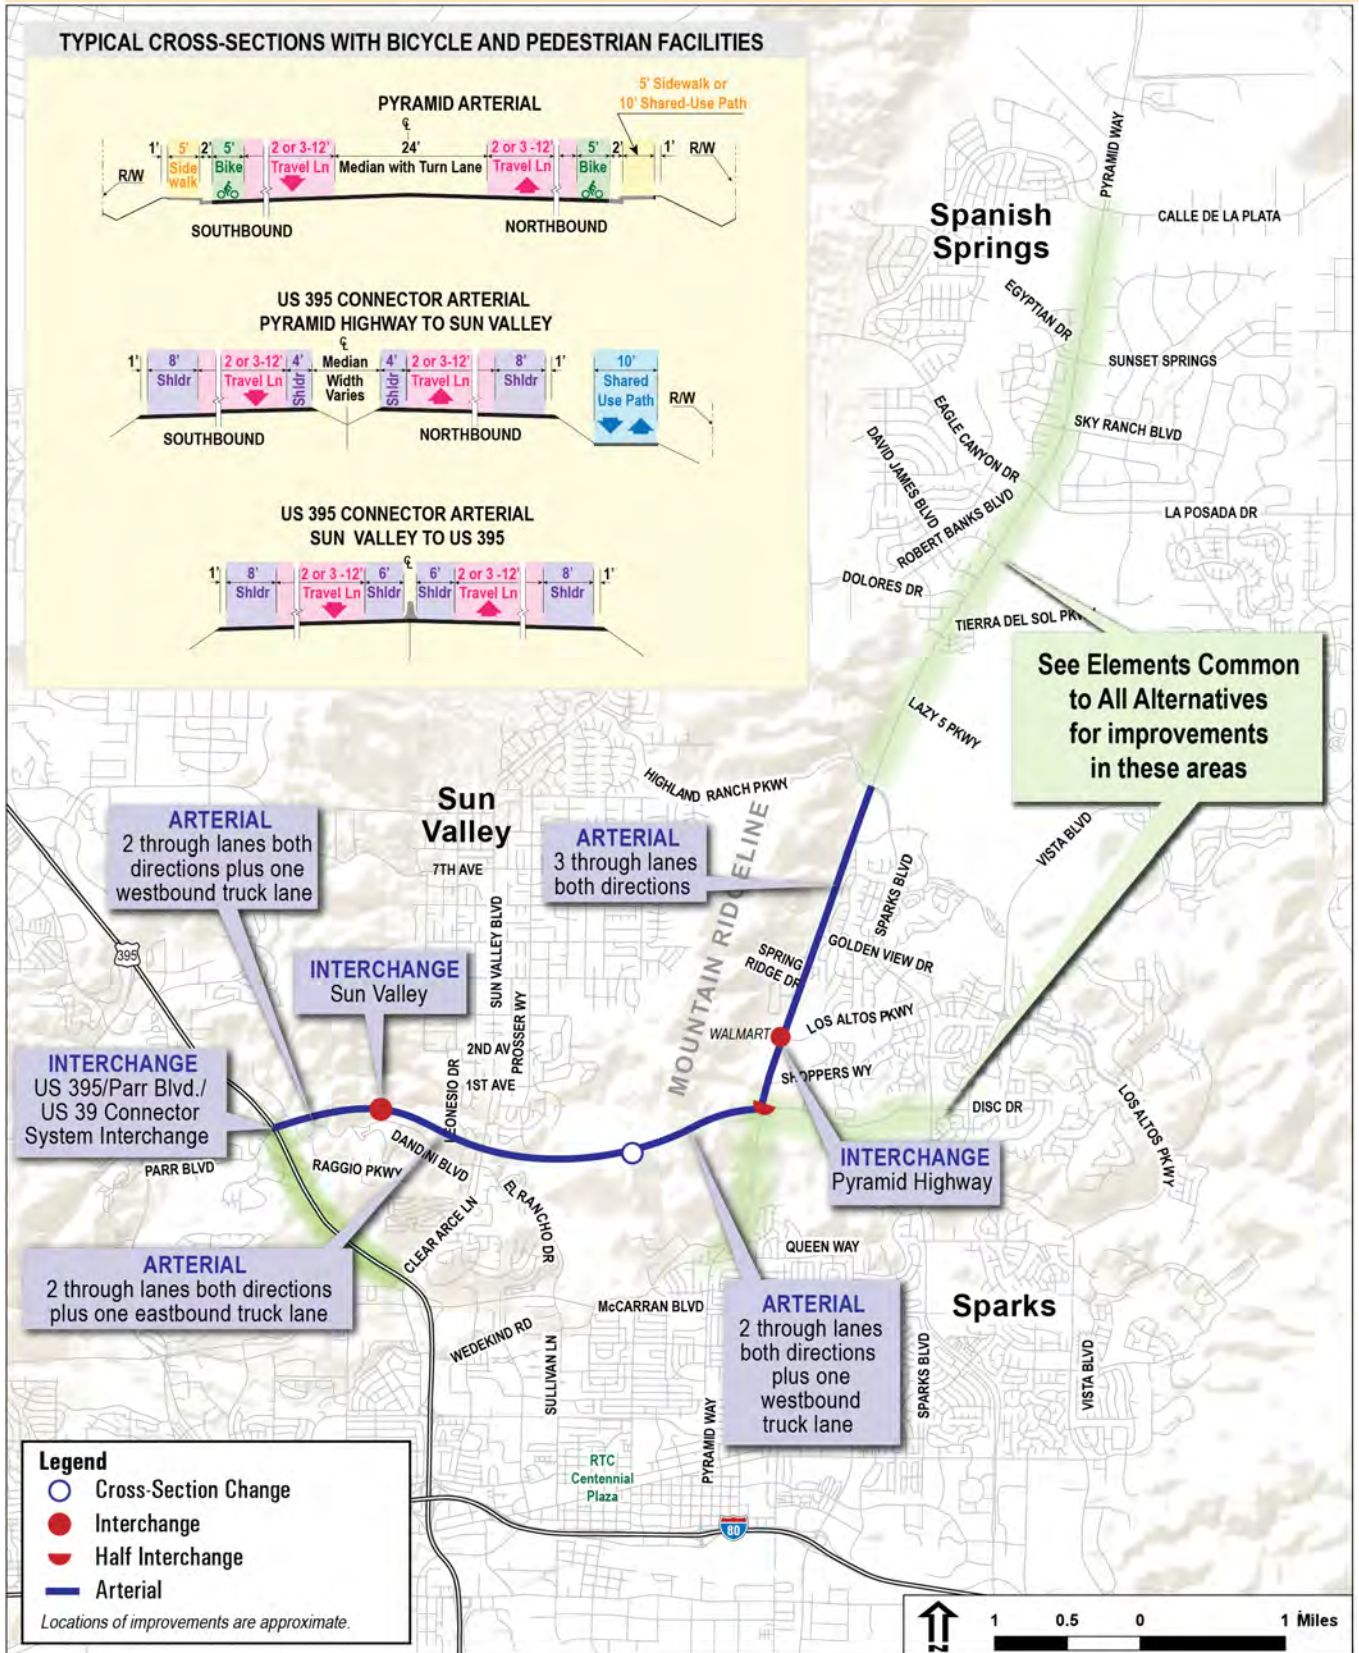 TYPICAL CROSS-SECTIONS WITH BICYCLE AND PEDESTRIAN FACILITIES
PYRAMID ARTERIAL
5' Sidewalk or
10' Shared-Use Path
1' 5' 2' 5' 2 or 3-12' 24' 2 or 3 -12' 5' 2' 1' R/W
R/W Side walk Bike Travel Ln Median with Turn Lane Travel Ln Bike
SOUTHBOUND NORTHBOUND
US 395 CONNECTOR ARTERIAL
PYRAMID HIGHWAY TO SUN VALLEY
1' 8' 2 or 3-12' 4' Median 4' 2 or 3-12' 8' 1' 10'
Shldr Travel Ln Shldr Width Varies Shldr Travel Ln Shldr Shared Use Path R/W
SOUTHBOUND NORTHBOUND
US 395 CONNECTOR ARTERIAL
SUN VALLEY TO US 395
1' 8' 2 or 3 -12' 6' 6' 2 or 3 -12' 8' 1'
Shldr Travel Ln Shldr Shldr Travel Ln Shldr
PYRAMID WAY
Spanish
Springs
CALLE DE LA PLATA
EGYPTIAN DR
SUNSET SPRINGS
EAGLE CANYON DR
SKY RANCH BLVD
DAVID JAMES BLVD
ROBERT BANKS BLVD
LA POSADA DR
DOLORES DR
TIERRA DEL SOL
See Elements Common
to All Alternatives
for improvements
in these areas
LAZY 5 PKWY
HIGHLAND RANCH PKWY
VISTA BLVD
Sun
Valley
7TH AVE
ARTERIAL
2 through lanes both
directions plus one
westbound truck lane
ARTERIAL
3 through lanes
both directions
MOUNTAIN RIDGELINE
SPARKS BLVD
GOLDEN VIEW DR
SPRING
RIDGE DR
395
SUN VALLEY BLVD
PROSSER WY
INTERCHANGE
Sun Valley
WALMART
LOS ALTOS PKWY
2ND AV
1ST AVE
LEONESIO DR
SHOPPERS WY
INTERCHANGE
US 395/Parr Blvd./
US 39 Connector
System Interchange
DISC DR
LOS ALTOS PKWY
DANDINI BLVD
PARR BLVD
RAGGIO PKWY
INTERCHANGE
Pyramid Highway
CLEAR ARCE LN
EL RANCHO DR
QUEEN WAY
ARTERIAL
2 through lanes both directions
plus one eastbound truck lane
McCARRAN BLVD
ARTERIAL
2 through lanes
both directions
plus one
westbound
truck lane
Sparks
WEDEKIND RD
SULLIVAN LN
SPARKS BLVD
VISTA BLVD
PYRAMID WAY
RTC
Centennial
Plaza
80
Legend
Cross-Section Change
Interchange
Half Interchange
Arterial
Locations of improvements are approximate.
N
1 0.5 0 1 Miles